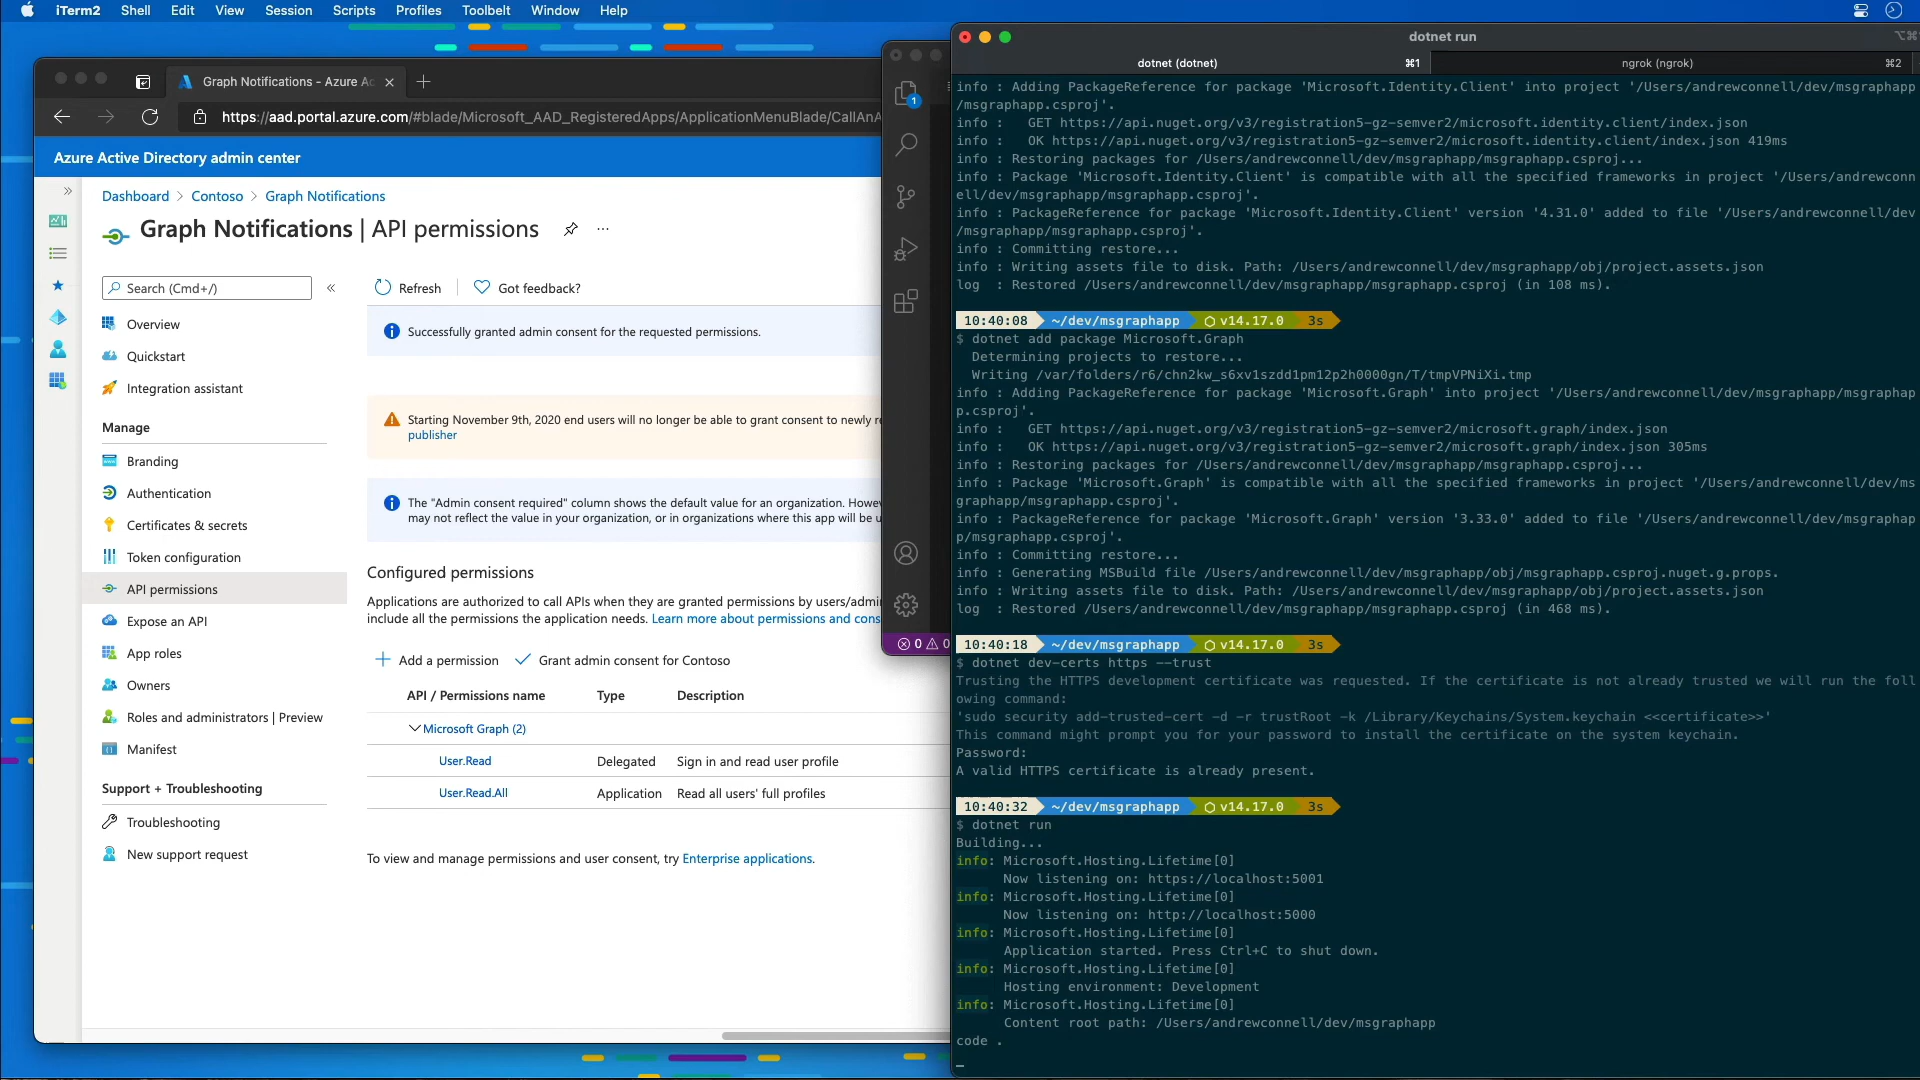 iTerm2 Shell Edit View Session Scripts Profiles Toolbelt Window Help
Graph Notifications - Azure Ac
https://aad.portal.azure.com/#blade/Microsoft_AAD_RegisteredApps/ApplicationMenuBlade/CallAnA
Azure Active Directory admin center
Dashboard > Contoso > Graph Notifications
Graph Notifications | API permissions
Search (Cmd+/)
Overview
Quickstart
Integration assistant
Manage
Branding
Authentication
Certificates & secrets
Token configuration
API permissions
Expose an API
App roles
Owners
Roles and administrators | Preview
Manifest
Support + Troubleshooting
Troubleshooting
New support request
Refresh
Got feedback?
Successfully granted admin consent for the requested permissions.
Starting November 9th, 2020 end users will no longer be able to grant consent to newly re
publisher
The "Admin consent required" column shows the default value for an organization. Howev
may not reflect the value in your organization, or in organizations where this app will be u
Configured permissions
Applications are authorized to call APIs when they are granted permissions by users/admin
include all the permissions the application needs. Learn more about permissions and cons
Add a permission
Grant admin consent for Contoso
API / Permissions name Type Description
Microsoft Graph (2)
User.Read Delegated Sign in and read user profile
User.Read.All Application Read all users' full profiles
To view and manage permissions and user consent, try Enterprise applications.
1
0 0
dotnet run
⌥⌘
dotnet (dotnet) ⌘1
ngrok (ngrok) ⌘2
info : Adding PackageReference for package 'Microsoft.Identity.Client' into project '/Users/andrewconnell/dev/msgraphapp
/msgraphapp.csproj'.
info :   GET https://api.nuget.org/v3/registration5-gz-semver2/microsoft.identity.client/index.json
info :   OK https://api.nuget.org/v3/registration5-gz-semver2/microsoft.identity.client/index.json 419ms
info : Restoring packages for /Users/andrewconnell/dev/msgraphapp/msgraphapp.csproj...
info : Package 'Microsoft.Identity.Client' is compatible with all the specified frameworks in project '/Users/andrewconn
ell/dev/msgraphapp/msgraphapp.csproj'.
info : PackageReference for package 'Microsoft.Identity.Client' version '4.31.0' added to file '/Users/andrewconnell/dev
/msgraphapp/msgraphapp.csproj'.
info : Committing restore...
info : Writing assets file to disk. Path: /Users/andrewconnell/dev/msgraphapp/obj/project.assets.json
log  : Restored /Users/andrewconnell/dev/msgraphapp/msgraphapp.csproj (in 108 ms).
10:40:08 ~/dev/msgraphapp v14.17.0 3s
$ dotnet add package Microsoft.Graph
Determining projects to restore...
Writing /var/folders/r6/chn2kw_s6xv1szdd1pm12p2h0000gn/T/tmpVPNiXi.tmp
info : Adding PackageReference for package 'Microsoft.Graph' into project '/Users/andrewconnell/dev/msgraphapp/msgraphap
p.csproj'.
info :   GET https://api.nuget.org/v3/registration5-gz-semver2/microsoft.graph/index.json
info :   OK https://api.nuget.org/v3/registration5-gz-semver2/microsoft.graph/index.json 305ms
info : Restoring packages for /Users/andrewconnell/dev/msgraphapp/msgraphapp.csproj...
info : Package 'Microsoft.Graph' is compatible with all the specified frameworks in project '/Users/andrewconnell/dev/ms
graphapp/msgraphapp.csproj'.
info : PackageReference for package 'Microsoft.Graph' version '3.33.0' added to file '/Users/andrewconnell/dev/msgraphap
p/msgraphapp.csproj'.
info : Committing restore...
info : Generating MSBuild file /Users/andrewconnell/dev/msgraphapp/obj/msgraphapp.csproj.nuget.g.props.
info : Writing assets file to disk. Path: /Users/andrewconnell/dev/msgraphapp/obj/project.assets.json
log  : Restored /Users/andrewconnell/dev/msgraphapp/msgraphapp.csproj (in 468 ms).
10:40:18 ~/dev/msgraphapp v14.17.0 3s
$ dotnet dev-certs https --trust
Trusting the HTTPS development certificate was requested. If the certificate is not already trusted we will run the foll
owing command:
'sudo security add-trusted-cert -d -r trustRoot -k /Library/Keychains/System.keychain <<certificate>>'
This command might prompt you for your password to install the certificate on the system keychain.
Password:
A valid HTTPS certificate is already present.
10:40:32 ~/dev/msgraphapp v14.17.0 3s
$ dotnet run
Building...
info: Microsoft.Hosting.Lifetime[0]
Now listening on: https://localhost:5001
info: Microsoft.Hosting.Lifetime[0]
Now listening on: http://localhost:5000
info: Microsoft.Hosting.Lifetime[0]
Application started. Press Ctrl+C to shut down.
info: Microsoft.Hosting.Lifetime[0]
Hosting environment: Development
info: Microsoft.Hosting.Lifetime[0]
Content root path: /Users/andrewconnell/dev/msgraphapp
code .